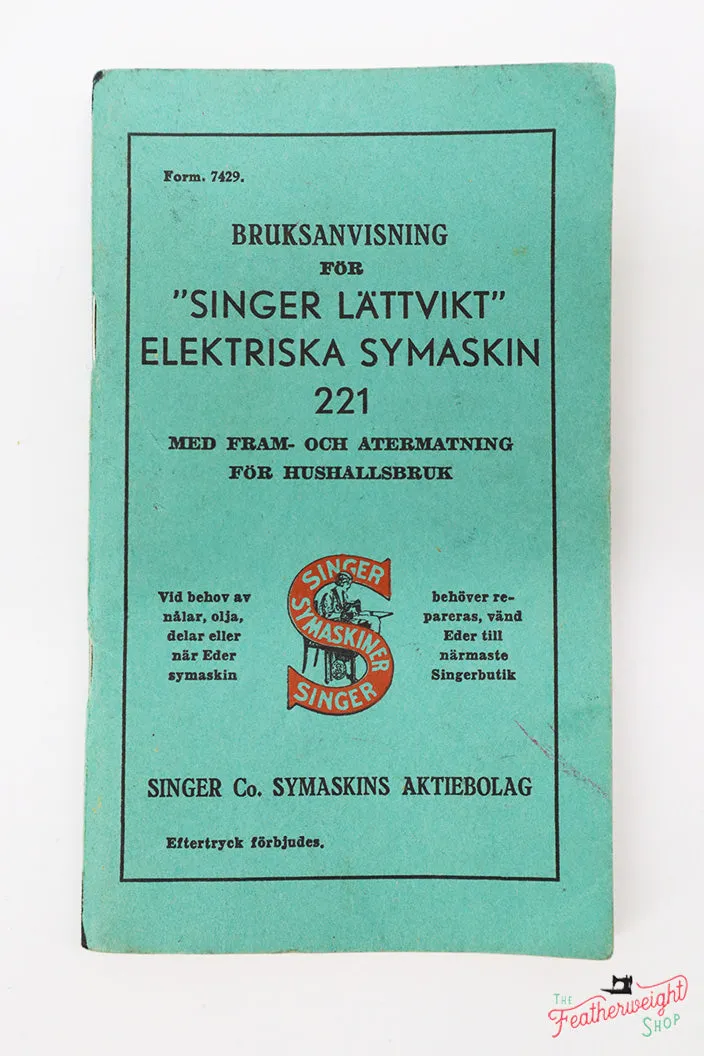 Form. 7429.
BRUKSANVISNING
FÖR
”SINGER LÄTTVIKT”
ELEKTRISKA SYMASKIN
221
MED FRAM- OCH ATERMATNING
FÖR HUSHALLSBRUK
Vid behov av
nålar, olja,
delar eller
när Eder
symaskin
SINGER
SYMASKINER
SINGER
behöver re-
pareras, vänd
Eder till
närmaste
Singerbutik
SINGER Co. SYMASKINS AKTIEBOLAG
Eftertryck förbjudes.
THE
Featherweight
SHOP